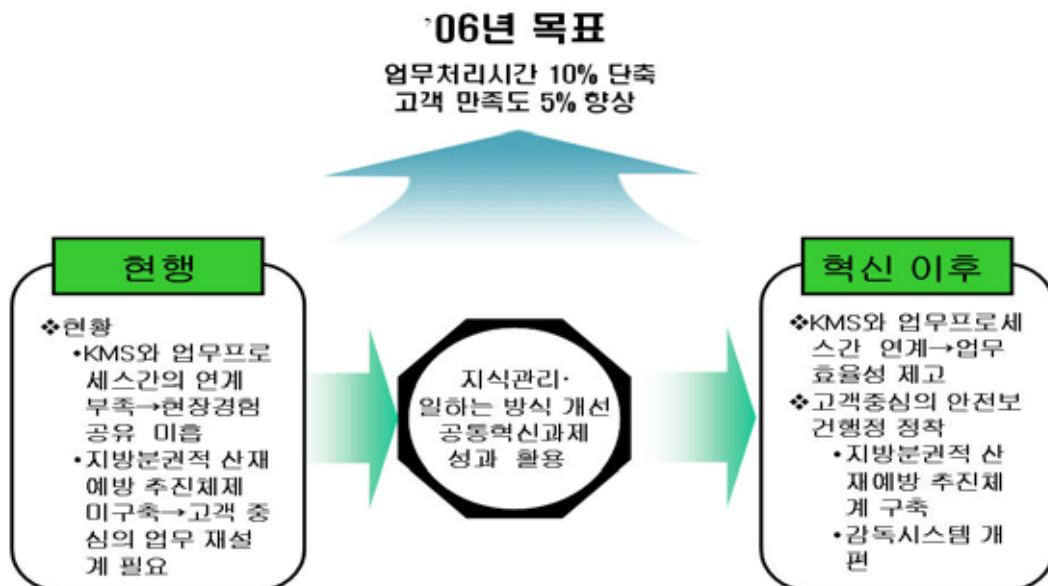 '06년 목표
업무처리시간 10% 단축
고객 만족도 5% 향상
현행
❖현황
•KMS와 업무프로
세스간의 연계
부족→현장경험
공유 미흡
•지방분권적 산재
예방 추진체제
미구축→고객 중
심의 업무 재설
계 필요
지식관리·
일하는 방식 개선
공통혁신과제
성과 활용
혁신 이후
❖KMS와 업무프로세
스간 연계→업무
효율성 제고
❖고객중심의 안전보
건행정 정착
•지방분권적 산
재예방 추진체
계 구축
•감독시스템 개
편